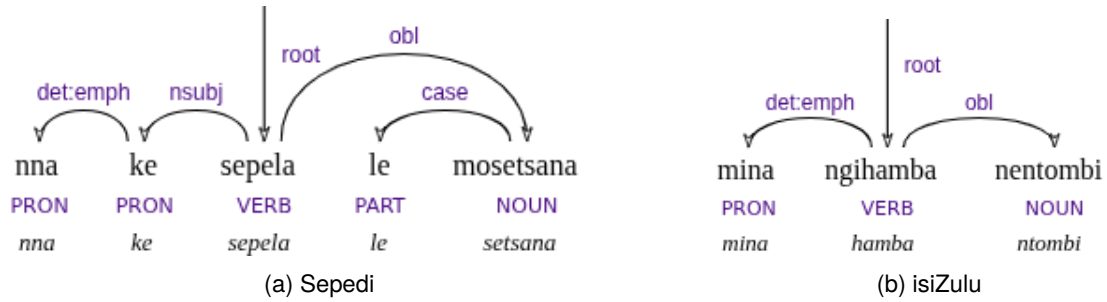 obl
root
root
det:emph nsubj case
det:emph obl
nna ke sepela le mosetsana
mina ngihamba nentombi
PRON PRON VERB PART NOUN
PRON VERB NOUN
nna ke sepela le setsana
mina hamba ntombi
(a) Sepedi
(b) isiZulu